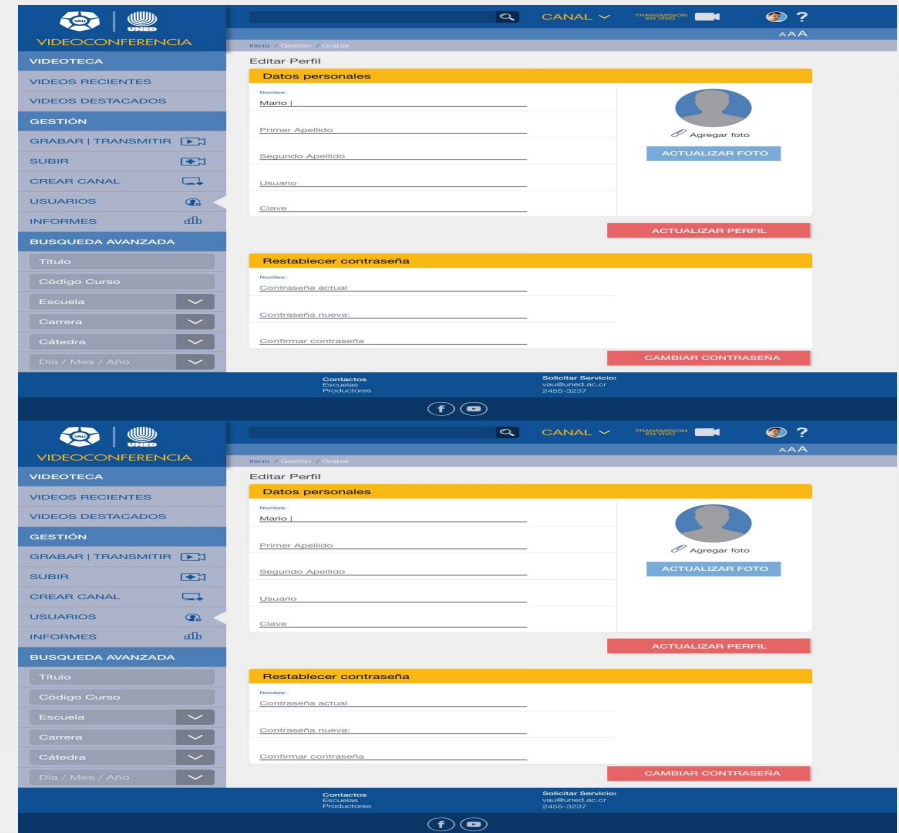 VAU
UNED
CANAL
TRANSMISION
EN VIVO
?
VIDEOCONFERENCIA
AAA
Inicio / Gestión / Grabar
VIDEOTECA
Editar Perfil
VIDEOS RECIENTES
Datos personales
VIDEOS DESTACADOS
Nombre:
Mario |
GESTIÓN
Primer Apellido
GRABAR | TRANSMITIR
Agregar foto
SUBIR
Segundo Apellido
ACTUALIZAR FOTO
CREAR CANAL
Usuario
USUARIOS
Clave
INFORMES
ACTUALIZAR PERFIL
BUSQUEDA AVANZADA
Título
Restablecer contraseña
Nombre:
Código Curso
Contraseña actual
Escuela
Contraseña nueva:
Carrera
Cátedra
Confirmar contraseña
Día / Mes / Año
CAMBIAR CONTRASEÑA
Contactos
Escuelas
Productores
Solicitar Servicio:
vau@uned.ac.cr
2455-3237
f
VAU
UNED
CANAL
TRANSMISION
EN VIVO
?
VIDEOCONFERENCIA
AAA
Inicio / Gestión / Grabar
VIDEOTECA
Editar Perfil
VIDEOS RECIENTES
Datos personales
VIDEOS DESTACADOS
Nombre:
Mario |
GESTIÓN
Primer Apellido
GRABAR | TRANSMITIR
Agregar foto
SUBIR
Segundo Apellido
ACTUALIZAR FOTO
CREAR CANAL
Usuario
USUARIOS
Clave
INFORMES
ACTUALIZAR PERFIL
BUSQUEDA AVANZADA
Título
Restablecer contraseña
Nombre:
Código Curso
Contraseña actual
Escuela
Contraseña nueva:
Carrera
Cátedra
Confirmar contraseña
Día / Mes / Año
CAMBIAR CONTRASEÑA
Contactos
Escuelas
Productores
Solicitar Servicio:
vau@uned.ac.cr
2455-3237
f